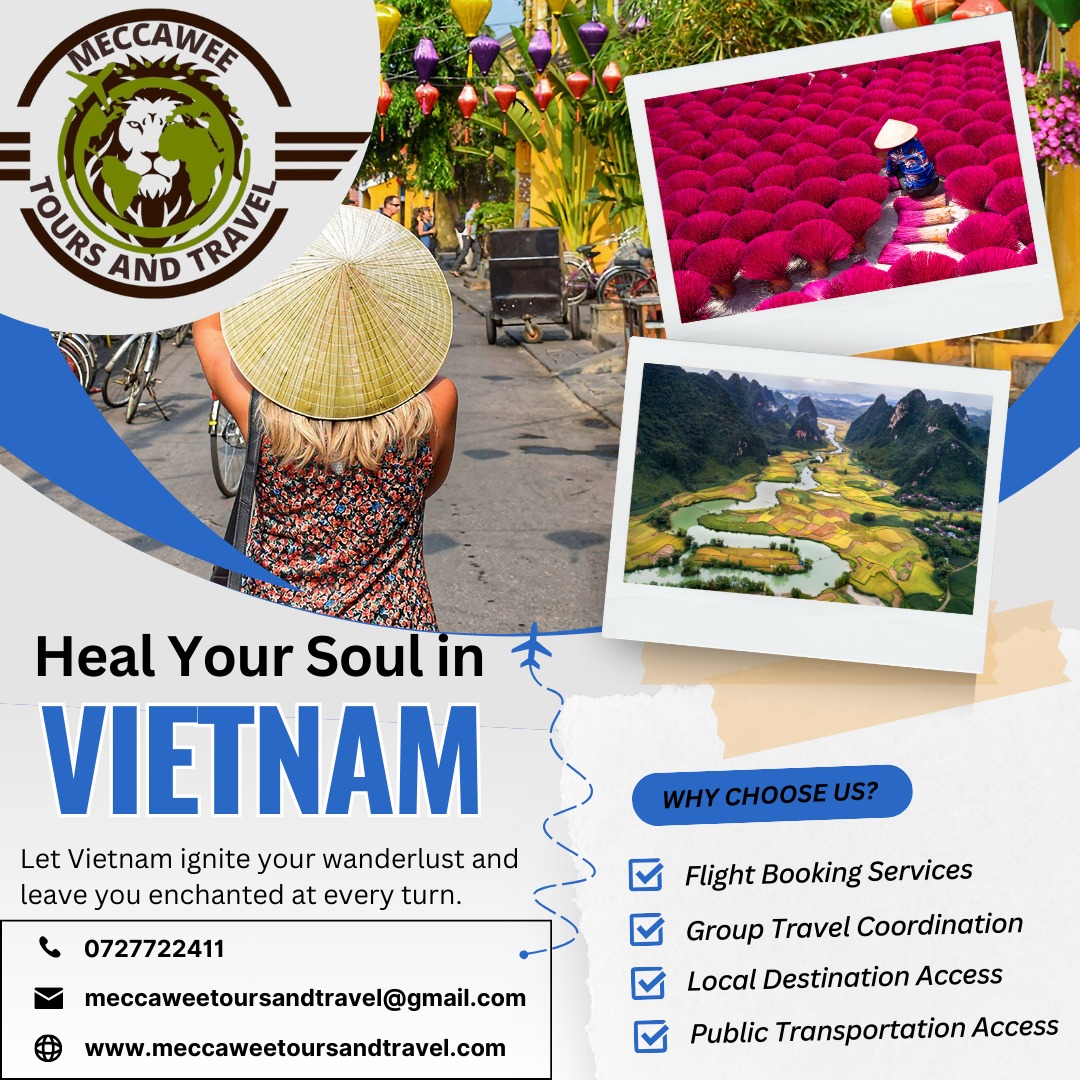 MECCAWEE
TOURS AND TRAVEL
Heal Your Soul in
VIETNAM
Let Vietnam ignite your wanderlust and
leave you enchanted at every turn.
0727722411
meccaweetoursandtravel@gmail.com
www.meccaweetoursandtravel.com
WHY CHOOSE US?
Flight Booking Services
Group Travel Coordination
Local Destination Access
Public Transportation Access